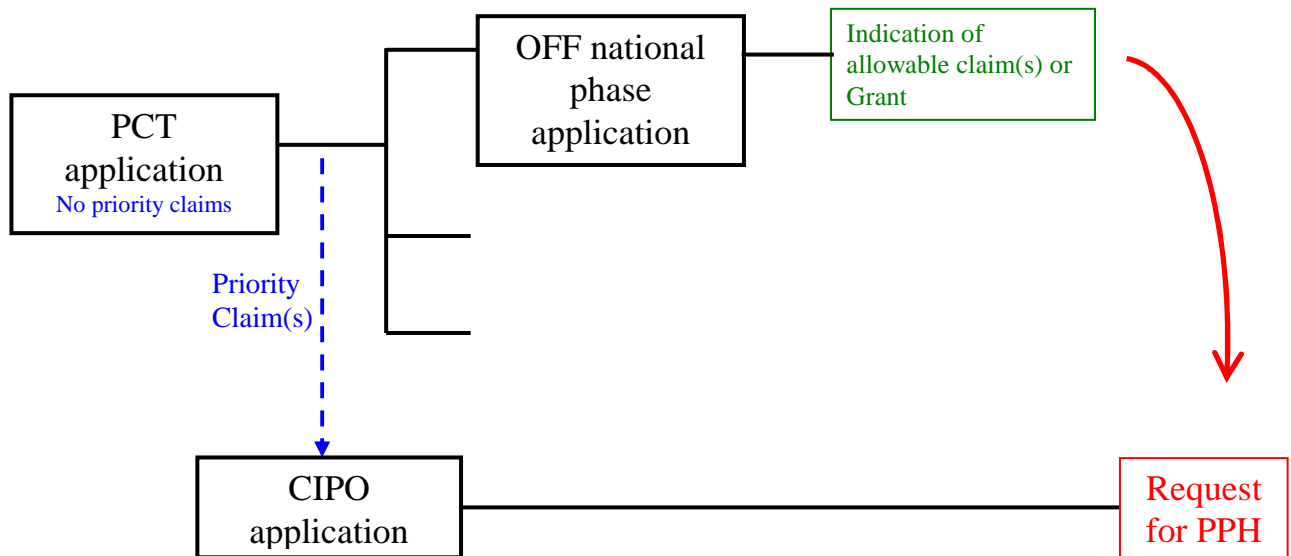 OFF national
phase
application
Indication of
allowable claim(s) or
Grant
PCT
application
No priority claims
Priority
Claim(s)
CIPO
application
Request
for PPH